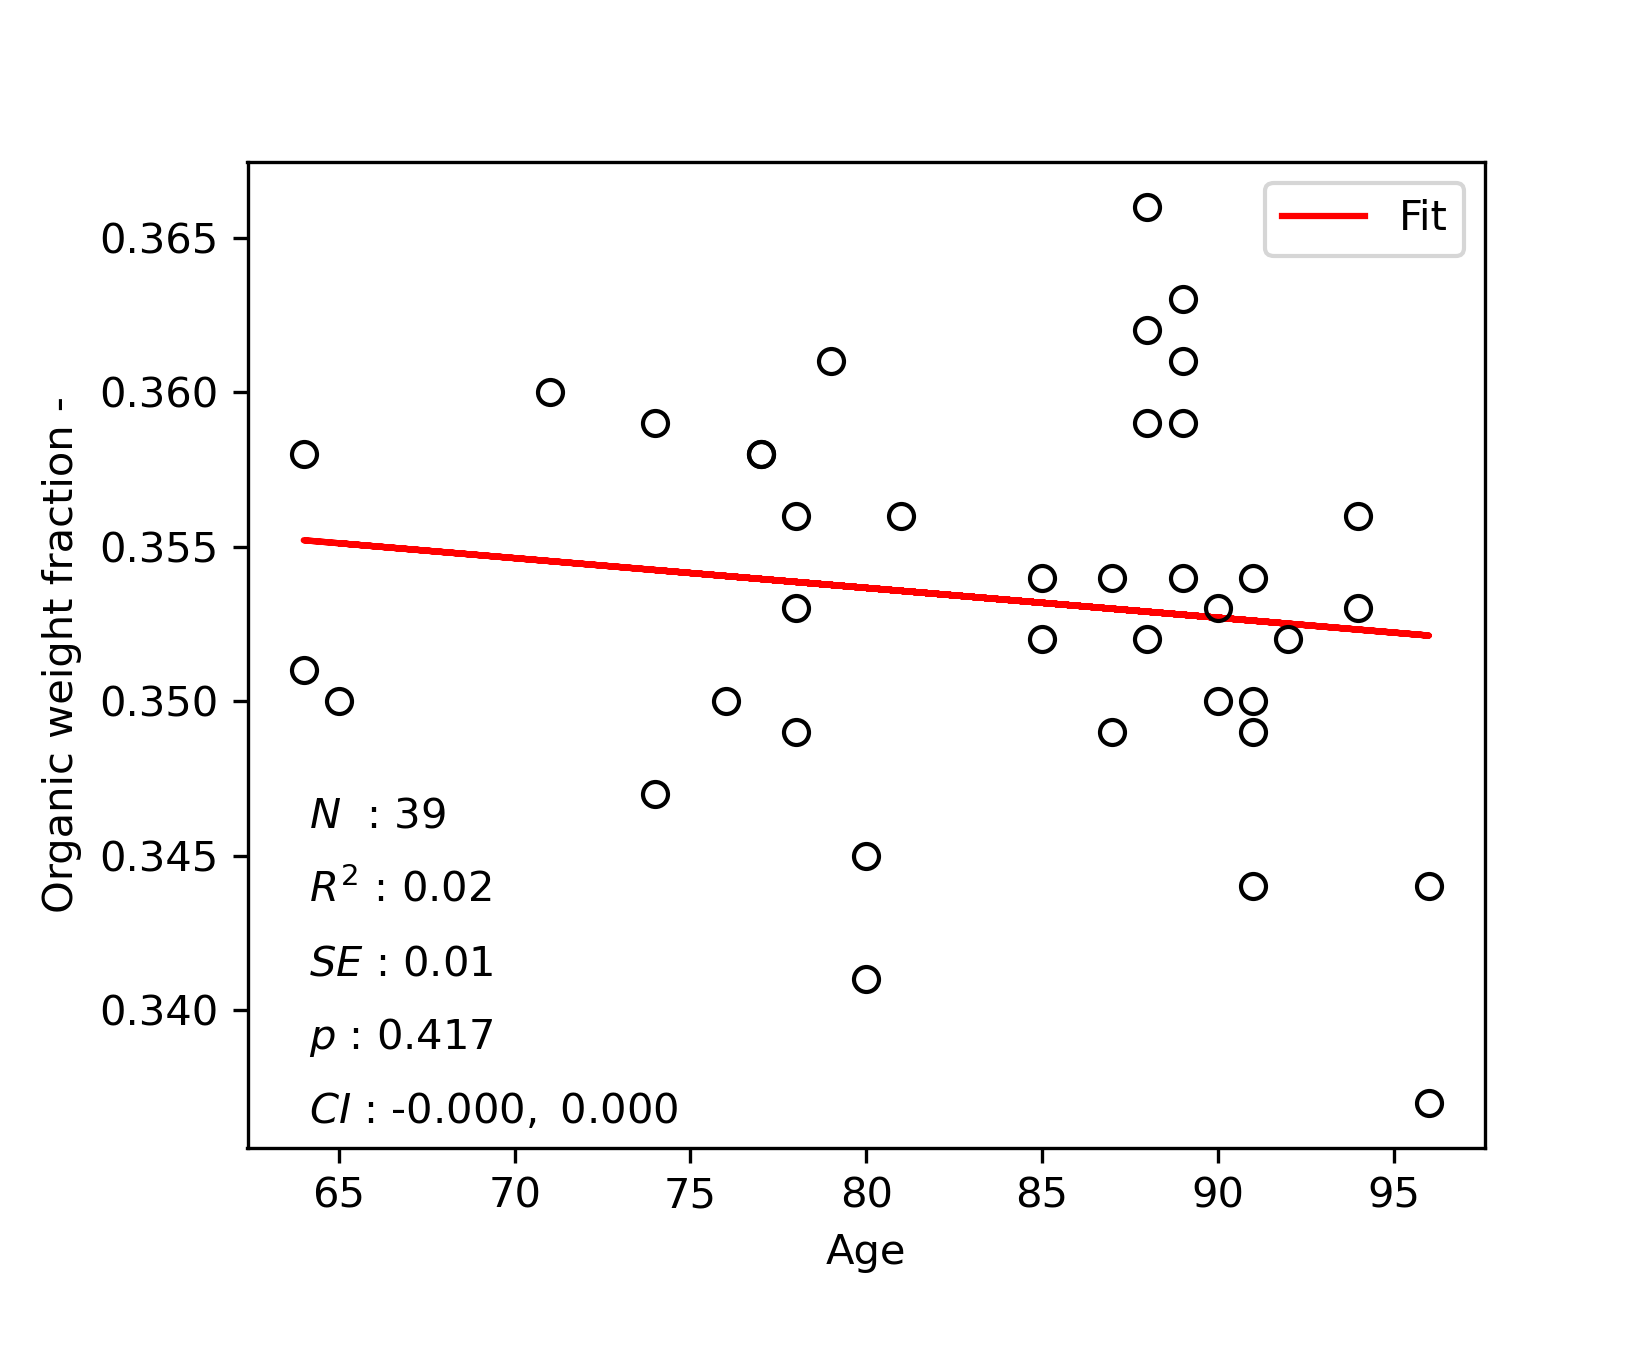 Fit
0.365
0.360
0.355
0.350
0.345
0.340
Organic weight fraction -
N : 39
R² : 0.02
SE : 0.01
p : 0.417
CI : -0.000, 0.000
65 70 75 80 85 90 95
Age